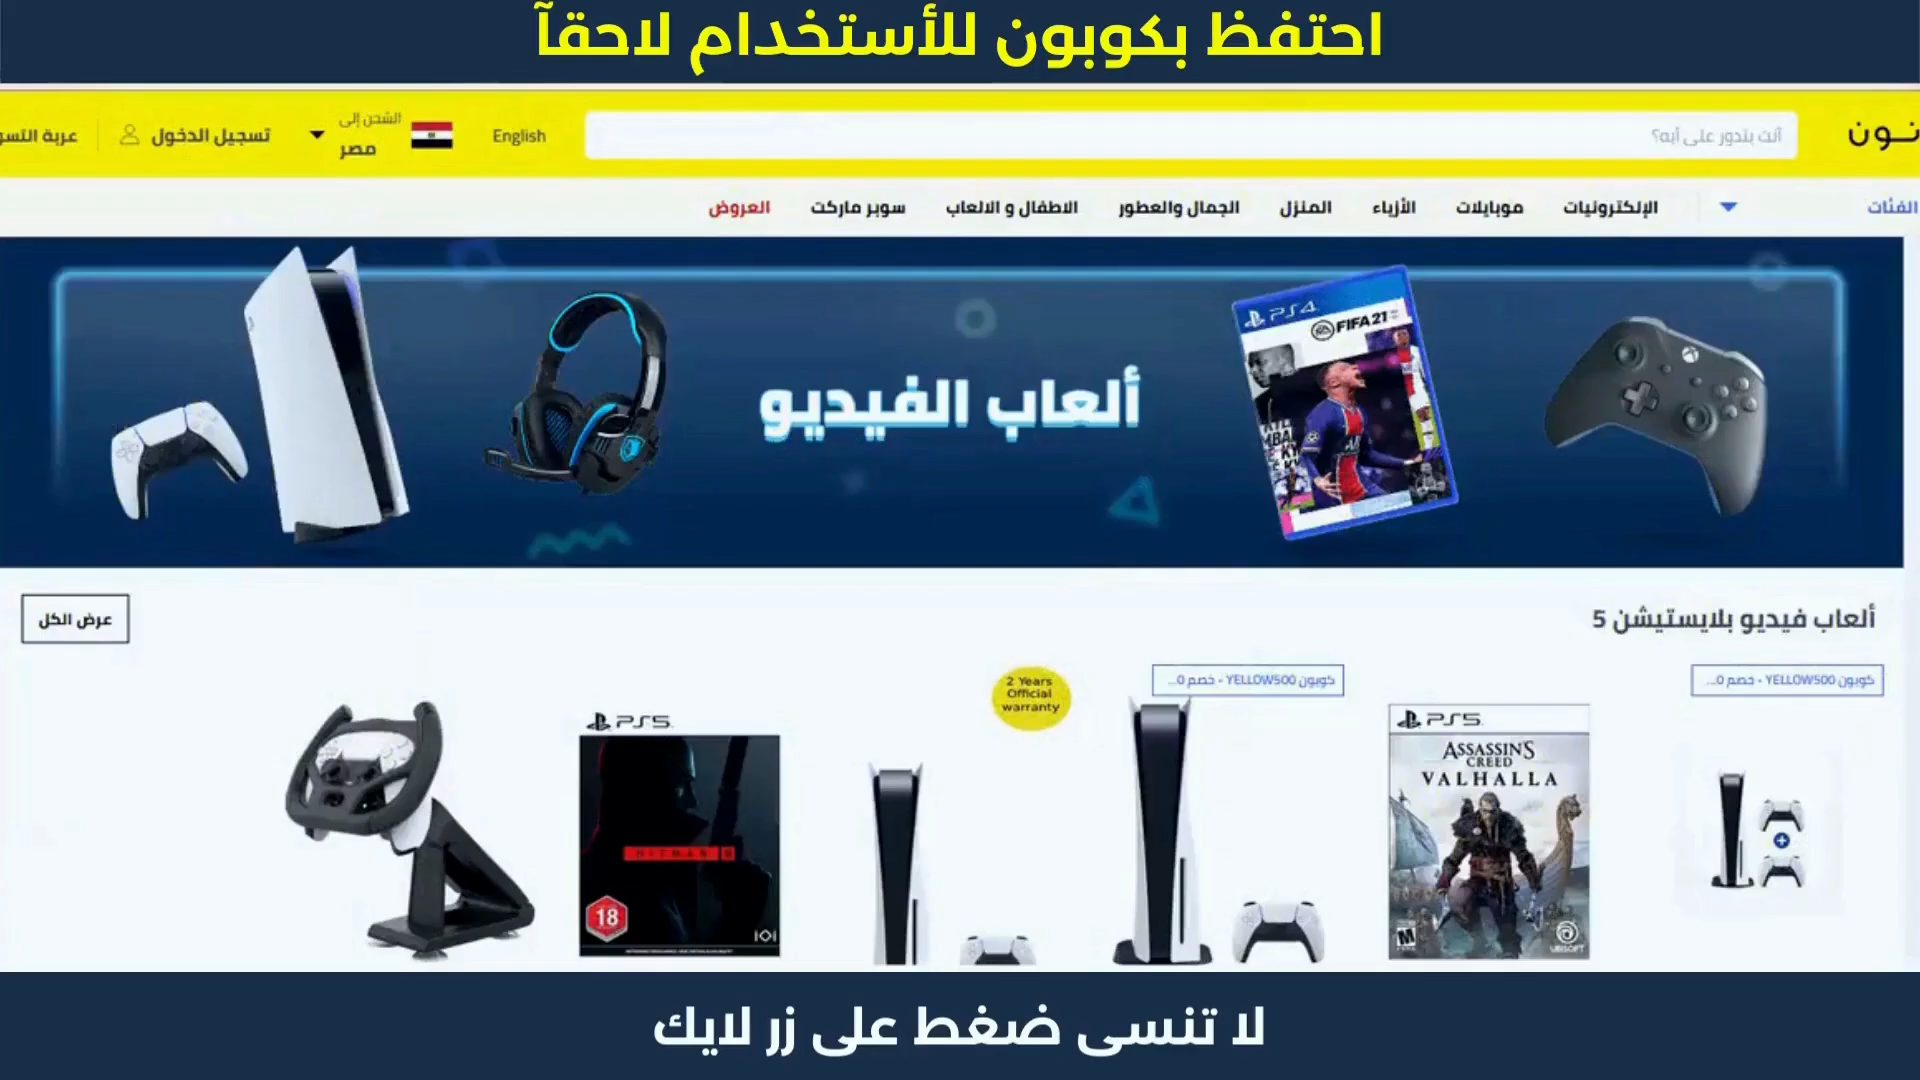 احتفظ بكوبون للأستخدام لاحقآ
نون
أنت بتدور على أيه؟
English
الشحن إلى
مصر
تسجيل الدخول
عربة
الفئات
الإلكترونيات
موبايلات
الأزياء
المنزل
الجمال والعطور
الاطفال و الالعاب
سوبر ماركت
العروض
ألعاب الفيديو
PS4
FIFA 21
ألعاب فيديو بلايستيشن 5
عرض الكل
كوبون YELLOW500 - خصم 0...
كوبون YELLOW500 - خصم 0...
2 Years
Official
warranty
PS5
ASSASSIN'S
CREED
VALHALLA
M
UBISOFT
PS5
HITMAN
18
IOI
لا تنسى ضغط على زر لايك